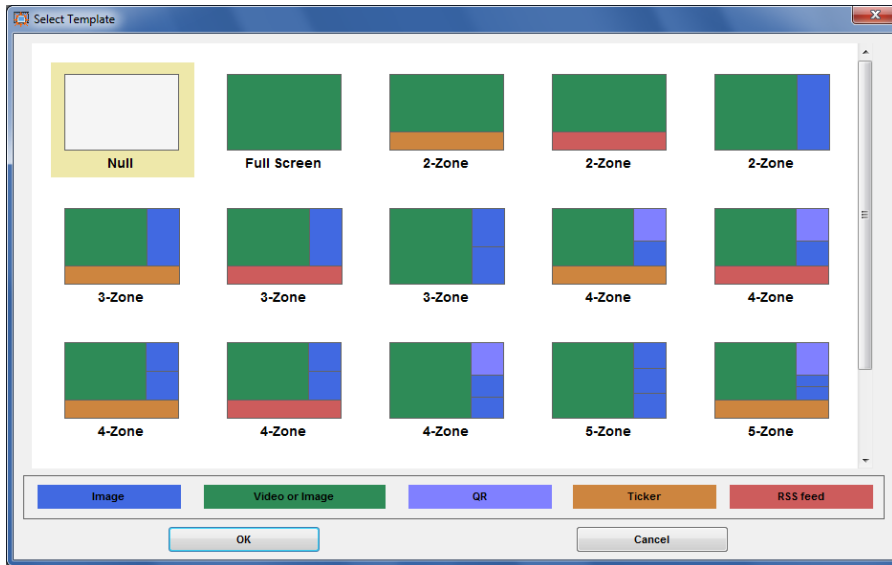 Select Template
Null
Full Screen
2-Zone
2-Zone
2-Zone
3-Zone
3-Zone
3-Zone
4-Zone
4-Zone
4-Zone
4-Zone
4-Zone
5-Zone
5-Zone
Image
Video or Image
QR
Ticker
RSS feed
OK
Cancel